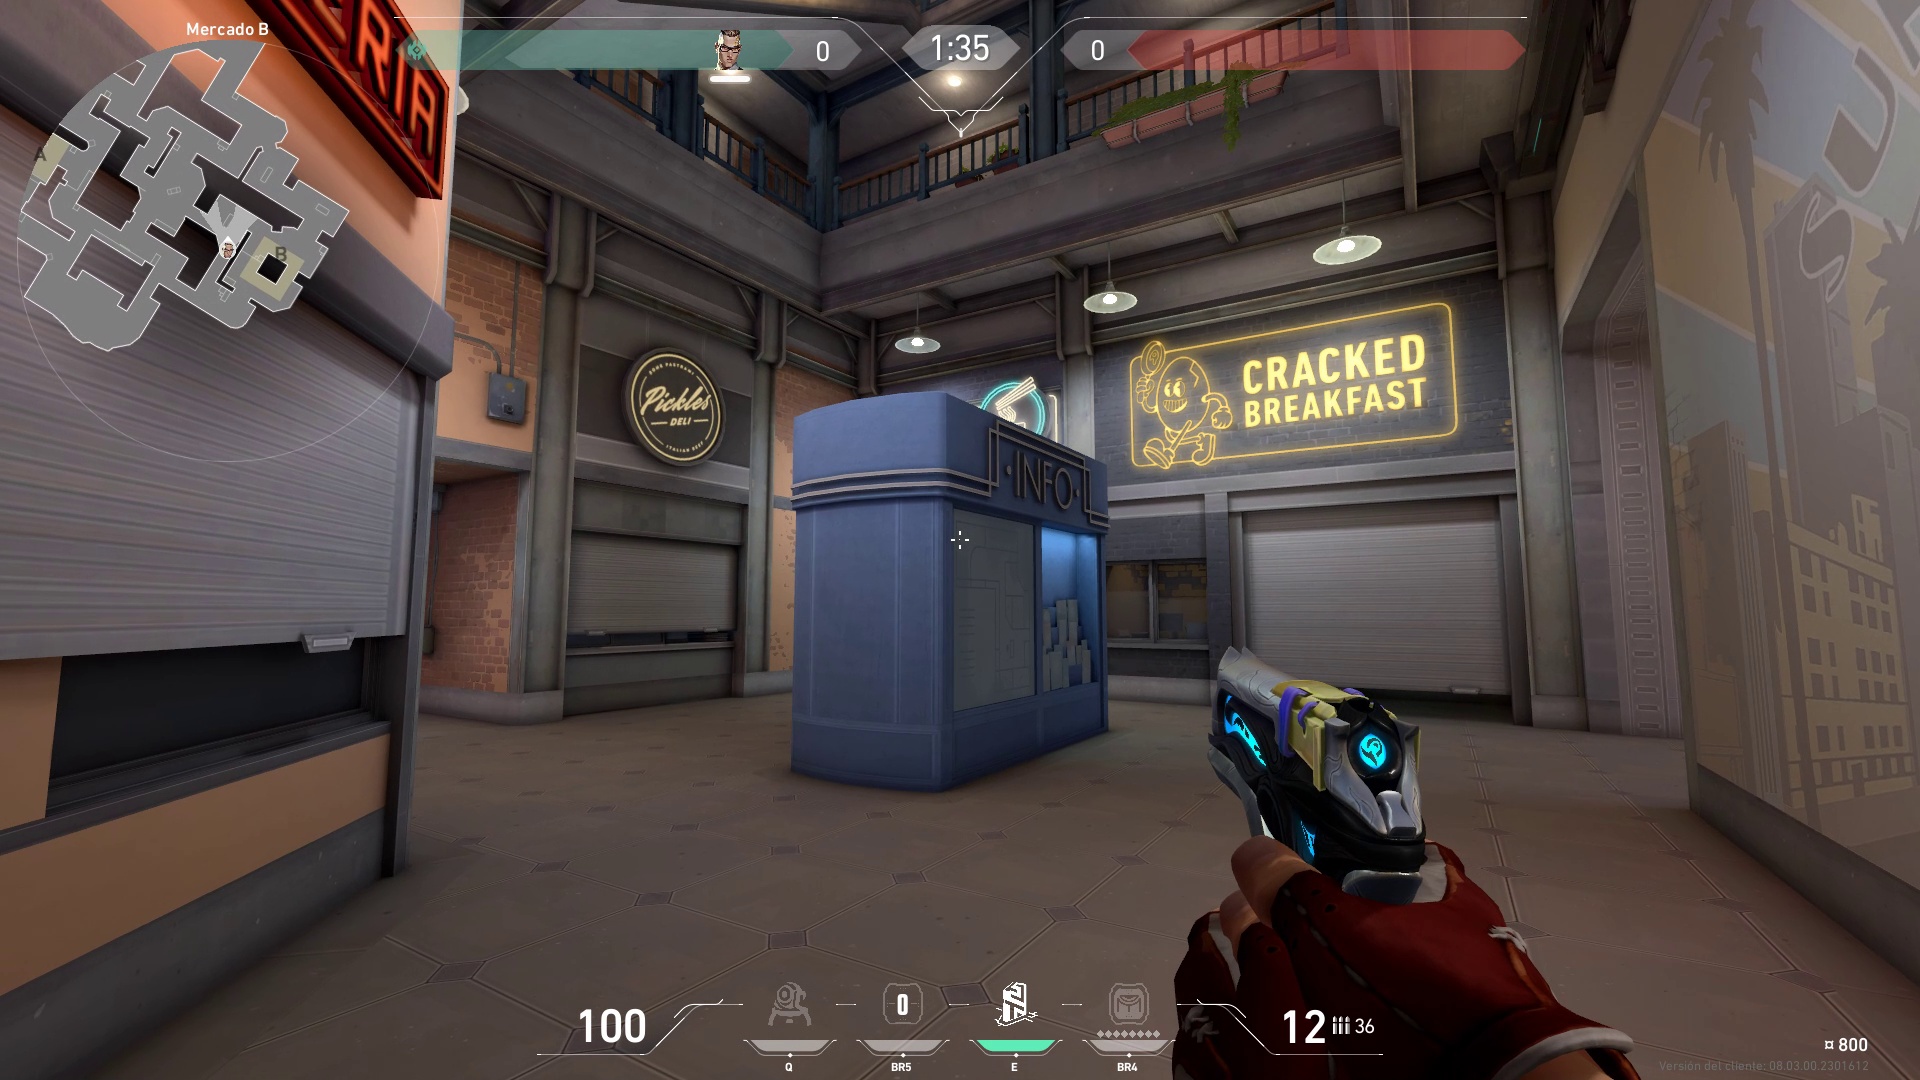 Mercado B
0
1:35
0
ERIA
A
B
Pickles
DELI
CRACKED
BREAKFAST
·INFO·
100
0
12
36
Q
BR5
E
BR4
800
Versión del cliente: 08.03.00.2301612